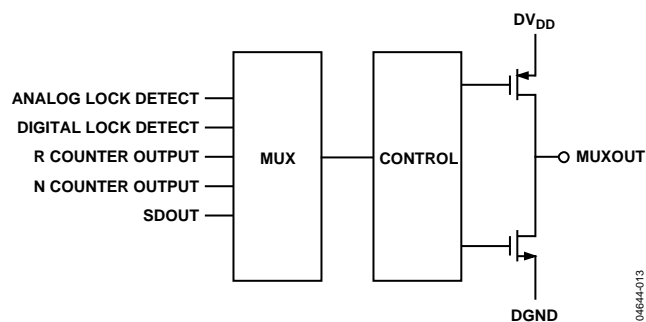 DVDD
ANALOG LOCK DETECT
DIGITAL LOCK DETECT
R COUNTER OUTPUT
N COUNTER OUTPUT
SDOUT
MUX
CONTROL
MUXOUT
DGND
04644-013